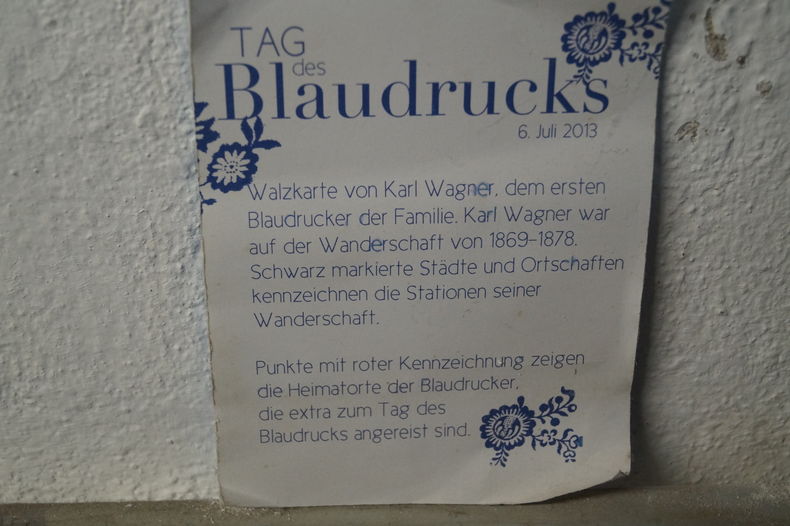 TAG
des
Blaudrucks
6. Juli 2013
Walzkarte von Karl Wagner, dem ersten
Blaudrucker der Familie. Karl Wagner war
auf der Wanderschaft von 1869-1878.
Schwarz markierte Städte und Ortschaften
kennzeichnen die Stationen seiner
Wanderschaft.
Punkte mit roter Kennzeichnung zeigen
die Heimatorte der Blaudrucker,
die extra zum Tag des
Blaudrucks angereist sind.